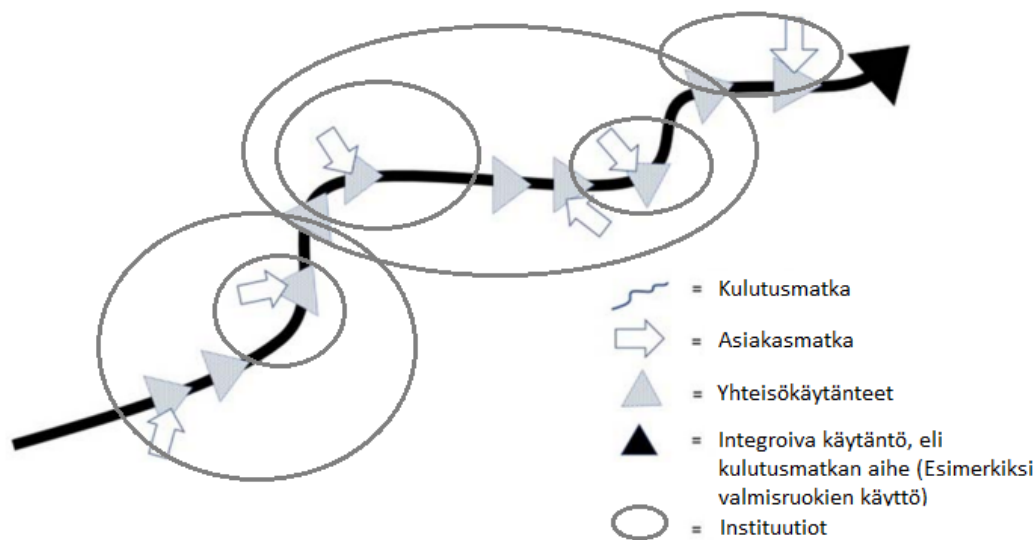 = Kulutusmatka
= Asiakasmatka
= Yhteisökäytänteet
= Integroiva käytäntö, eli
kulutusmatkan aihe (Esimerkiksi
valmisruokien käyttö)
= Instituutiot